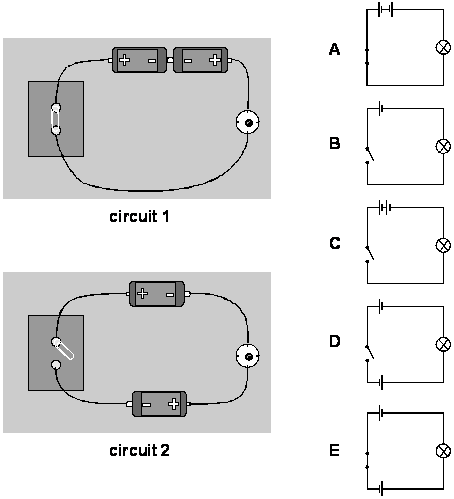 A
+ − + −
B
circuit 1
C
+ −
D
− +
circuit 2
E